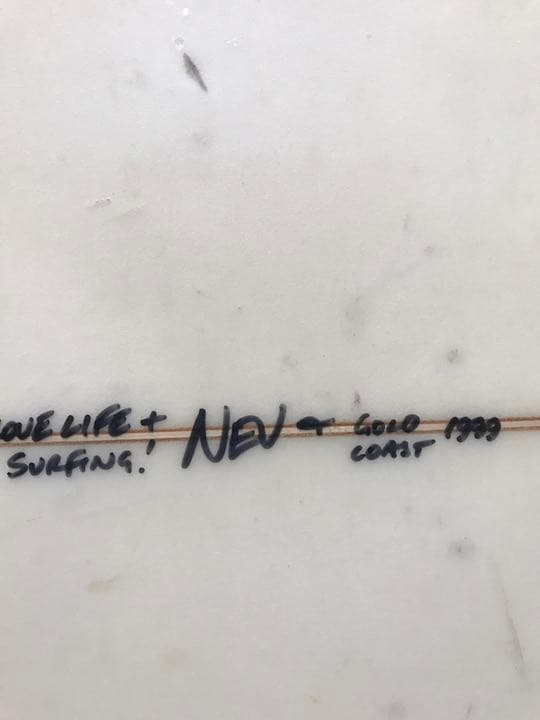 OVE LIFE +
SURFING!
NEV
GOLD
COAST
1999